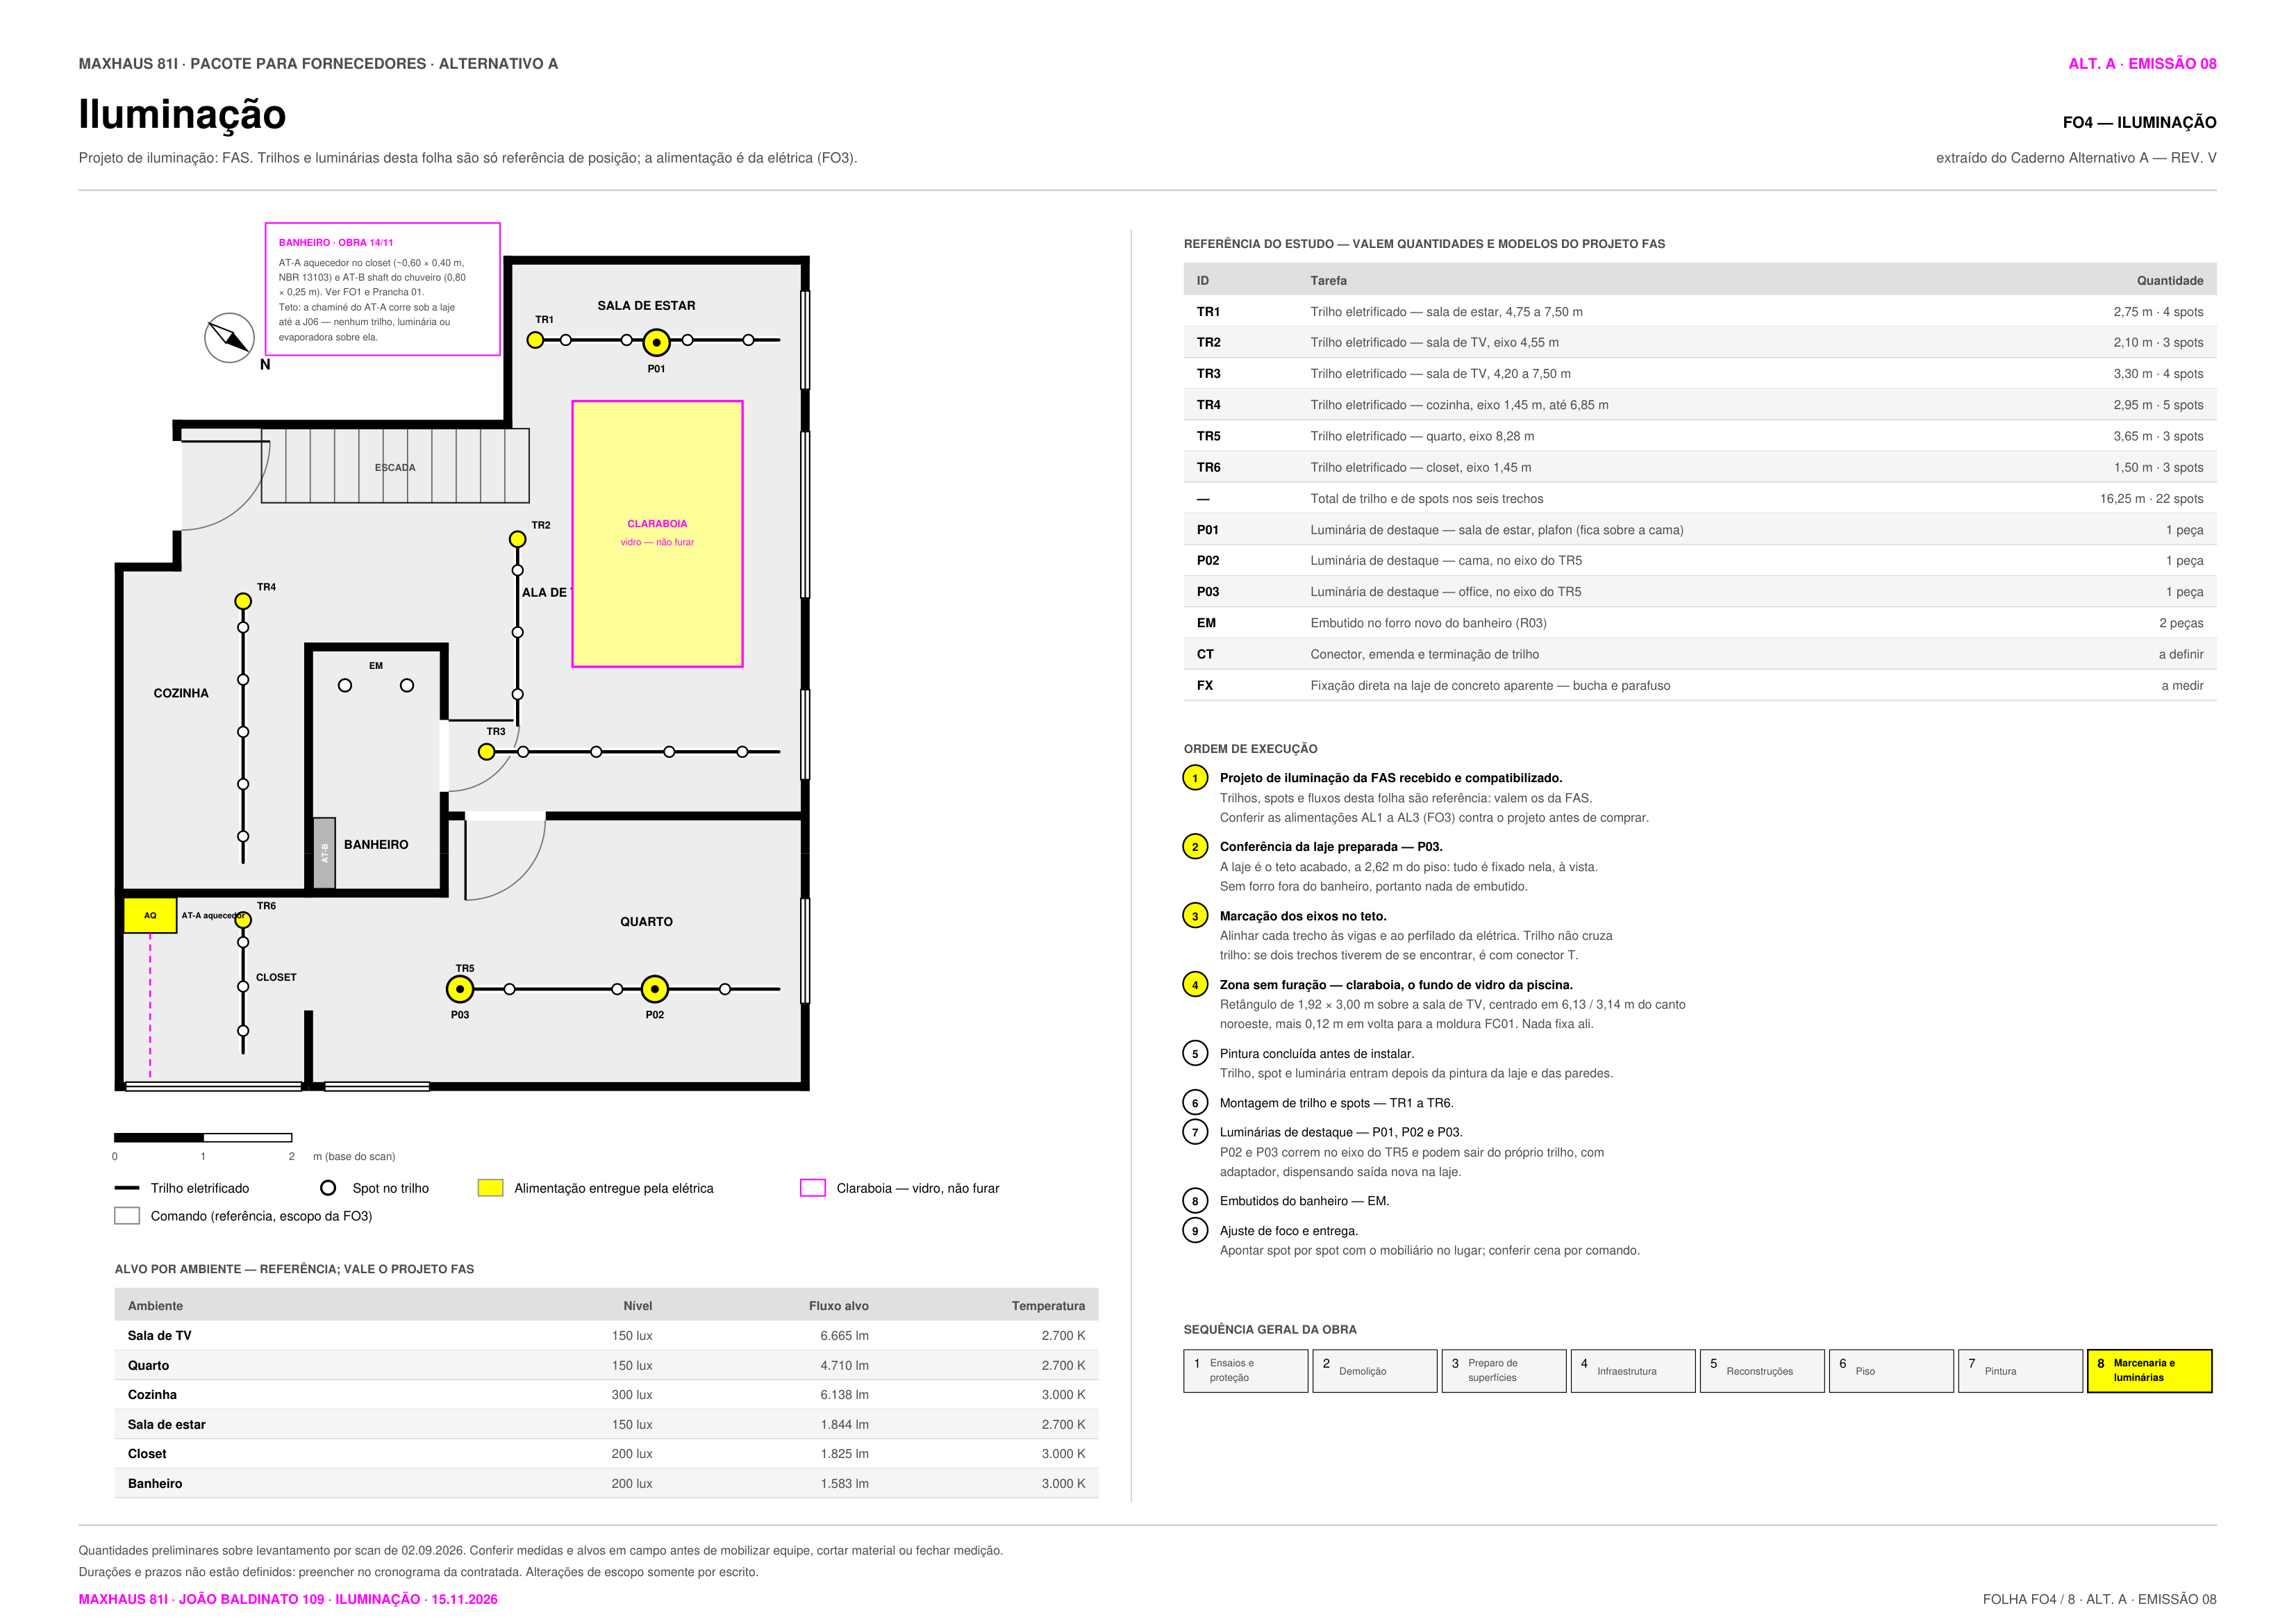 MAXHAUS 81I · PACOTE PARA FORNECEDORES · ALTERNATIVO A
ALT. A · EMISSÃO 08
Iluminação
FO4 — ILUMINAÇÃO
Projeto de iluminação: FAS. Trilhos e luminárias desta folha são só referência de posição; a alimentação é da elétrica (FO3).
extraído do Caderno Alternativo A — REV. V
BANHEIRO · OBRA 14/11
AT-A aquecedor no closet (~0,60 × 0,40 m,
NBR 13103) e AT-B shaft do chuveiro (0,80
× 0,25 m). Ver FO1 e Prancha 01.
Teto: a chaminé do AT-A corre sob a laje
até a J06 — nenhum trilho, luminária ou
evaporadora sobre ela.
N
SALA DE ESTAR
TR1
P01
ESCADA
TR2
CLARABOIA
vidro — não furar
ALA DE
TR4
EM
COZINHA
TR3
AT-B
BANHEIRO
AQ
AT-A aquecedor
TR6
QUARTO
CLOSET
TR5
P03
P02
0
1
2
m (base do scan)
Trilho eletrificado
Spot no trilho
Alimentação entregue pela elétrica
Claraboia — vidro, não furar
Comando (referência, escopo da FO3)
ALVO POR AMBIENTE — REFERÊNCIA; VALE O PROJETO FAS
Ambiente Nível Fluxo alvo Temperatura
Sala de TV 150 lux 6.665 lm 2.700 K
Quarto 150 lux 4.710 lm 2.700 K
Cozinha 300 lux 6.138 lm 3.000 K
Sala de estar 150 lux 1.844 lm 2.700 K
Closet 200 lux 1.825 lm 3.000 K
Banheiro 200 lux 1.583 lm 3.000 K
REFERÊNCIA DO ESTUDO — VALEM QUANTIDADES E MODELOS DO PROJETO FAS
ID Tarefa Quantidade
TR1 Trilho eletrificado — sala de estar, 4,75 a 7,50 m 2,75 m · 4 spots
TR2 Trilho eletrificado — sala de TV, eixo 4,55 m 2,10 m · 3 spots
TR3 Trilho eletrificado — sala de TV, 4,20 a 7,50 m 3,30 m · 4 spots
TR4 Trilho eletrificado — cozinha, eixo 1,45 m, até 6,85 m 2,95 m · 5 spots
TR5 Trilho eletrificado — quarto, eixo 8,28 m 3,65 m · 3 spots
TR6 Trilho eletrificado — closet, eixo 1,45 m 1,50 m · 3 spots
— Total de trilho e de spots nos seis trechos 16,25 m · 22 spots
P01 Luminária de destaque — sala de estar, plafon (fica sobre a cama) 1 peça
P02 Luminária de destaque — cama, no eixo do TR5 1 peça
P03 Luminária de destaque — office, no eixo do TR5 1 peça
EM Embutido no forro novo do banheiro (R03) 2 peças
CT Conector, emenda e terminação de trilho a definir
FX Fixação direta na laje de concreto aparente — bucha e parafuso a medir
ORDEM DE EXECUÇÃO
1 Projeto de iluminação da FAS recebido e compatibilizado.
Trilhos, spots e fluxos desta folha são referência: valem os da FAS.
Conferir as alimentações AL1 a AL3 (FO3) contra o projeto antes de comprar.
2 Conferência da laje preparada — P03.
A laje é o teto acabado, a 2,62 m do piso: tudo é fixado nela, à vista.
Sem forro fora do banheiro, portanto nada de embutido.
3 Marcação dos eixos no teto.
Alinhar cada trecho às vigas e ao perfilado da elétrica. Trilho não cruza
trilho: se dois trechos tiverem de se encontrar, é com conector T.
4 Zona sem furação — claraboia, o fundo de vidro da piscina.
Retângulo de 1,92 × 3,00 m sobre a sala de TV, centrado em 6,13 / 3,14 m do canto
noroeste, mais 0,12 m em volta para a moldura FC01. Nada fixa ali.
5 Pintura concluída antes de instalar.
Trilho, spot e luminária entram depois da pintura da laje e das paredes.
6 Montagem de trilho e spots — TR1 a TR6.
7 Luminárias de destaque — P01, P02 e P03.
P02 e P03 correm no eixo do TR5 e podem sair do próprio trilho, com
adaptador, dispensando saída nova na laje.
8 Embutidos do banheiro — EM.
9 Ajuste de foco e entrega.
Apontar spot por spot com o mobiliário no lugar; conferir cena por comando.
SEQUÊNCIA GERAL DA OBRA
1 Ensaios e proteção
2 Demolição
3 Preparo de superfícies
4 Infraestrutura
5 Reconstruções
6 Piso
7 Pintura
8 Marcenaria e luminárias
Quantidades preliminares sobre levantamento por scan de 02.09.2026. Conferir medidas e alvos em campo antes de mobilizar equipe, cortar material ou fechar medição.
Durações e prazos não estão definidos: preencher no cronograma da contratada. Alterações de escopo somente por escrito.
MAXHAUS 81I · JOÃO BALDINATO 109 · ILUMINAÇÃO · 15.11.2026
FOLHA FO4 / 8 · ALT. A · EMISSÃO 08